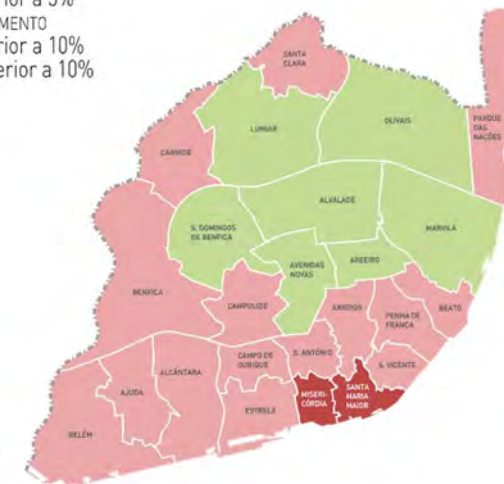 rior a 5%
MENTO
rior a 10%
erior a 10%
SANTA
CLARA
LUMIAR
OLIVAIS
PARQUE
DAS
NAÇÕES
CARNIDE
ALVALADE
S. DOMINGOS
DE BENFICA
MARVILA
AVENIDAS
NOVAS
AREEIRO
BENFICA
CAMPOLIDE
ARROIOS
PENHA DE
FRANÇA
BEATO
CAMPO DE
OURIQUE
S. ANTÓNIO
S. VICENTE
ALCÂNTARA
AJUDA
MISERI-
CÓRDIA
SANTA
MARIA
MAIOR
ESTRELA
BELÉM